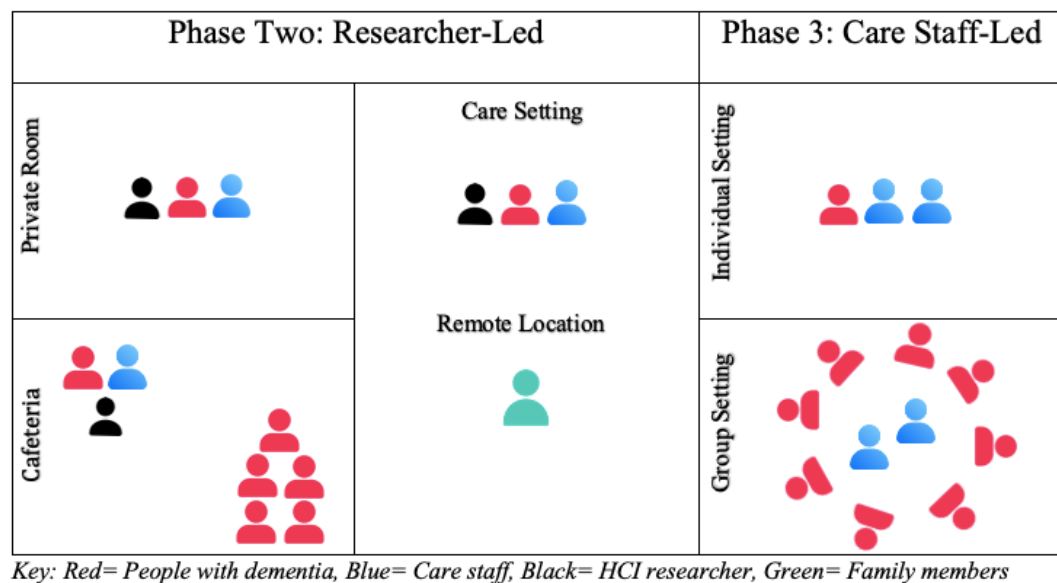 Phase Two: Researcher-Led
Phase 3: Care Staff-Led
Private Room
Care Setting
Individual Setting
Cafeteria
Remote Location
Group Setting
Key: Red= People with dementia, Blue= Care staff, Black= HCI researcher, Green= Family members